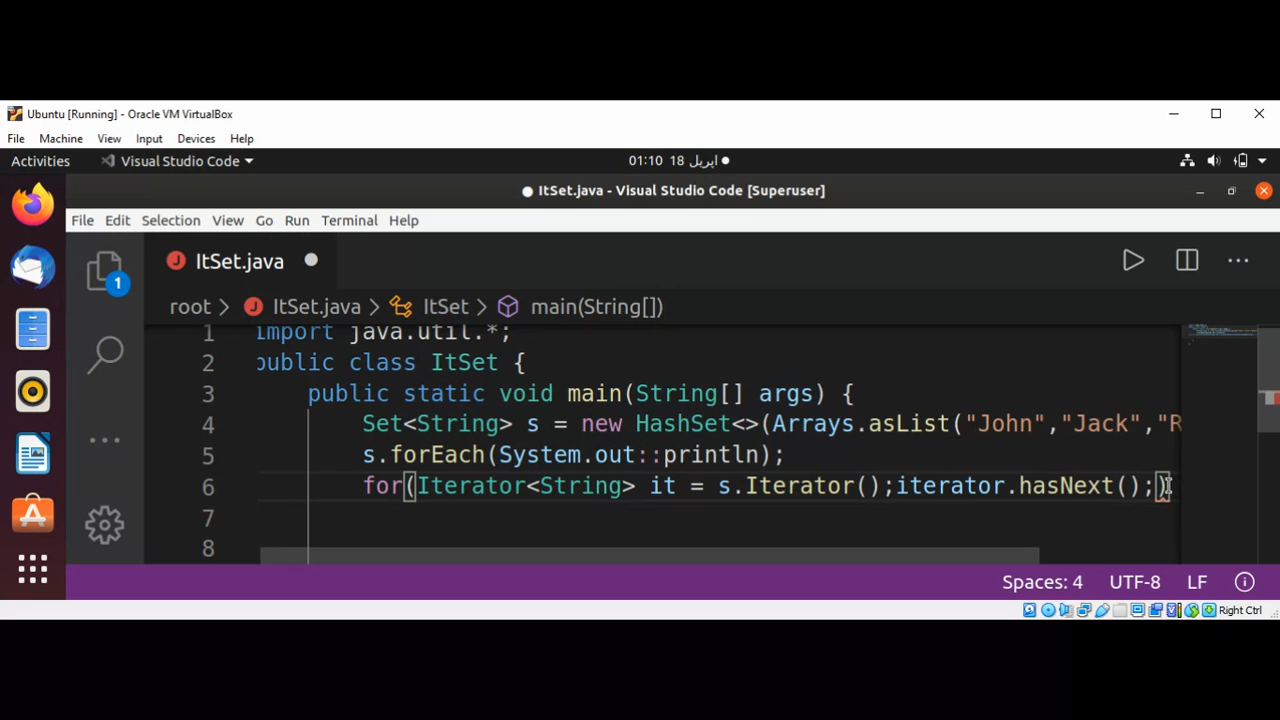 Ubuntu [Running] - Oracle VM VirtualBox
File Machine View Input Devices Help
Activities Visual Studio Code 01:10 18 اپریل
ItSet.java - Visual Studio Code [Superuser]
File Edit Selection View Go Run Terminal Help
1
ItSet.java
root > ItSet.java > ItSet > main(String[])
1 import java.util.*;
2 public class ItSet {
3 public static void main(String[] args) {
4 Set<String> s = new HashSet<>(Arrays.asList("John","Jack","R
5 s.forEach(System.out::println);
6 for(Iterator<String> it = s.Iterator();iterator.hasNext();)
7
8
Spaces: 4 UTF-8 LF
Right Ctrl